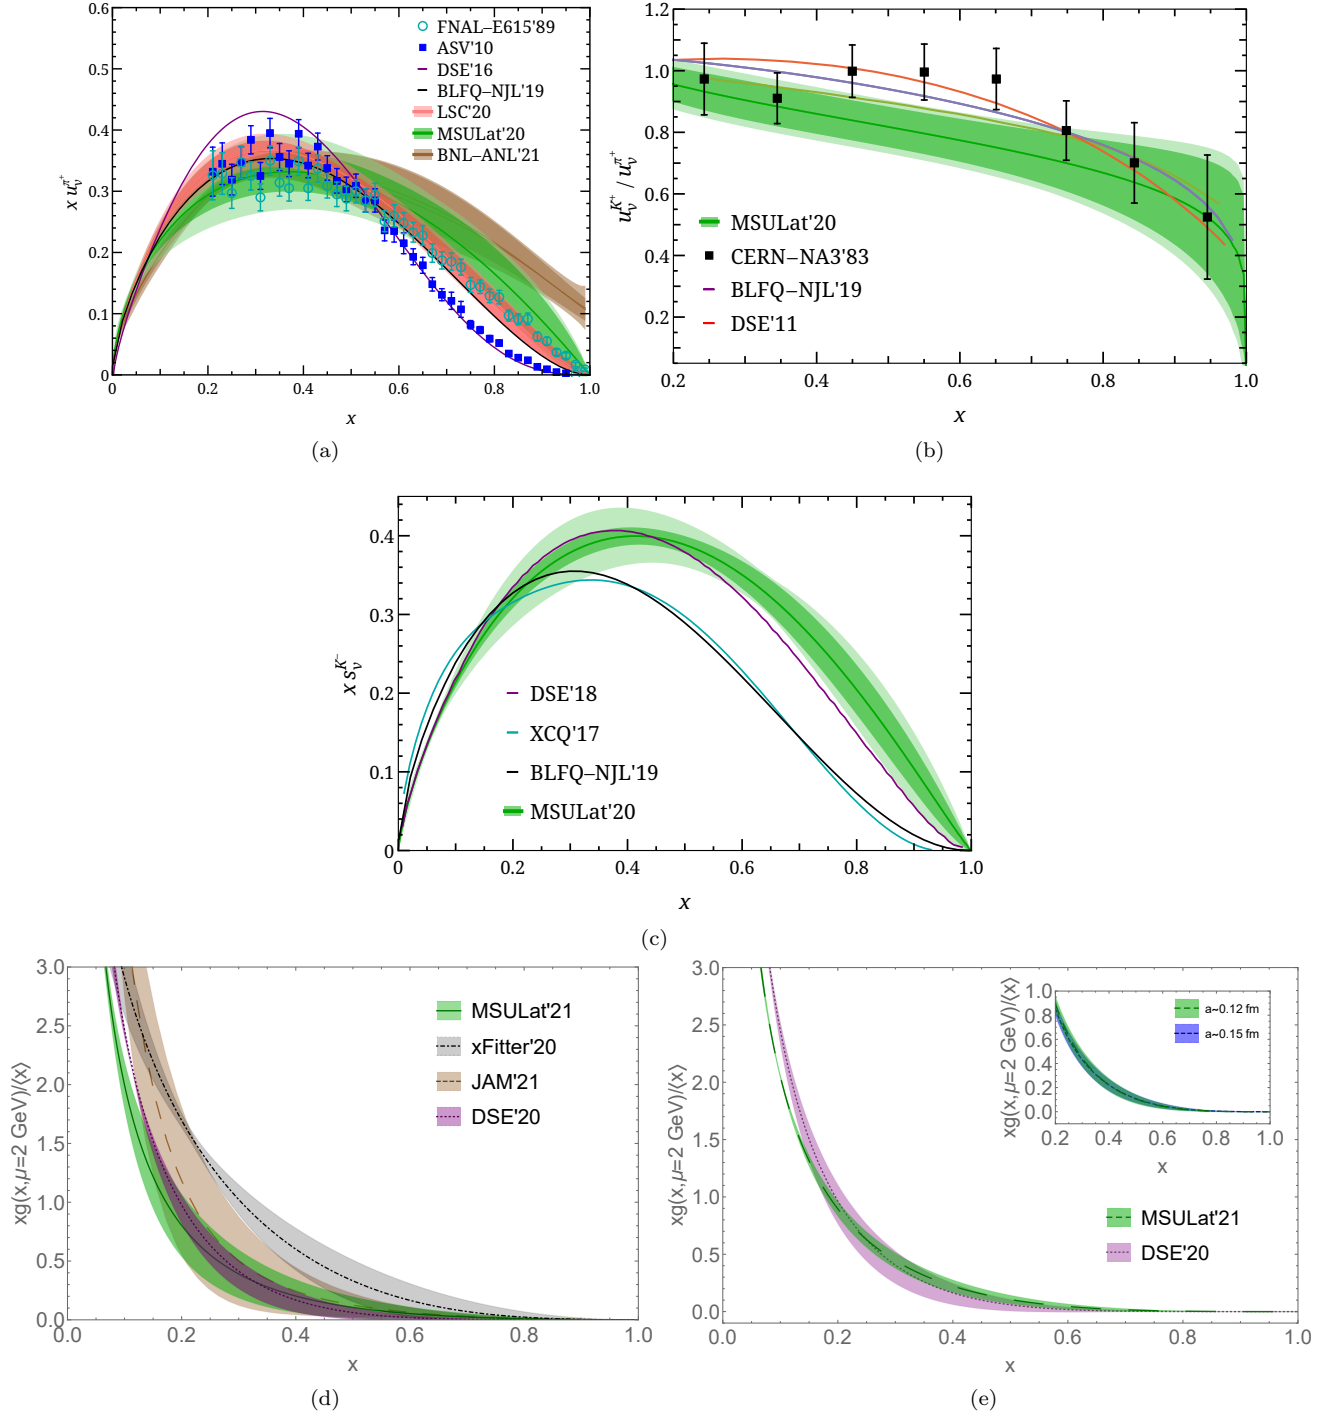 0.6
0.5
0.4
0.3
0.2
0.1
0
0
0.2
0.4
0.6
0.8
1.0
x u_v^{π^+}
x
FNAL–E615'89
ASV'10
DSE'16
BLFQ–NJL'19
LSC'20
MSULat'20
BNL–ANL'21
(a)
1.2
1.0
0.8
0.6
0.4
0.2
0.2
0.4
0.6
0.8
1.0
u_v^{K^+} / u_v^{π^+}
x
MSULat'20
CERN–NA3'83
BLFQ–NJL'19
DSE'11
(b)
0.4
0.3
0.2
0.1
0
0
0.2
0.4
0.6
0.8
1.0
x s_v^{K^-}
x
DSE'18
XCQ'17
BLFQ–NJL'19
MSULat'20
(c)
3.0
2.5
2.0
1.5
1.0
0.5
0.0
0.0
0.2
0.4
0.6
0.8
1.0
xg(x,μ=2 GeV)/⟨x⟩
x
MSULat'21
xFitter'20
JAM'21
DSE'20
(d)
3.0
2.5
2.0
1.5
1.0
0.5
0.0
0.0
0.2
0.4
0.6
0.8
1.0
xg(x,μ=2 GeV)/⟨x⟩
x
1.0
0.8
0.6
0.4
0.2
0.0
0.2
0.4
0.6
0.8
1.0
xg(x,μ=2 GeV)/⟨x⟩
x
a~0.12 fm
a~0.15 fm
MSULat'21
DSE'20
(e)